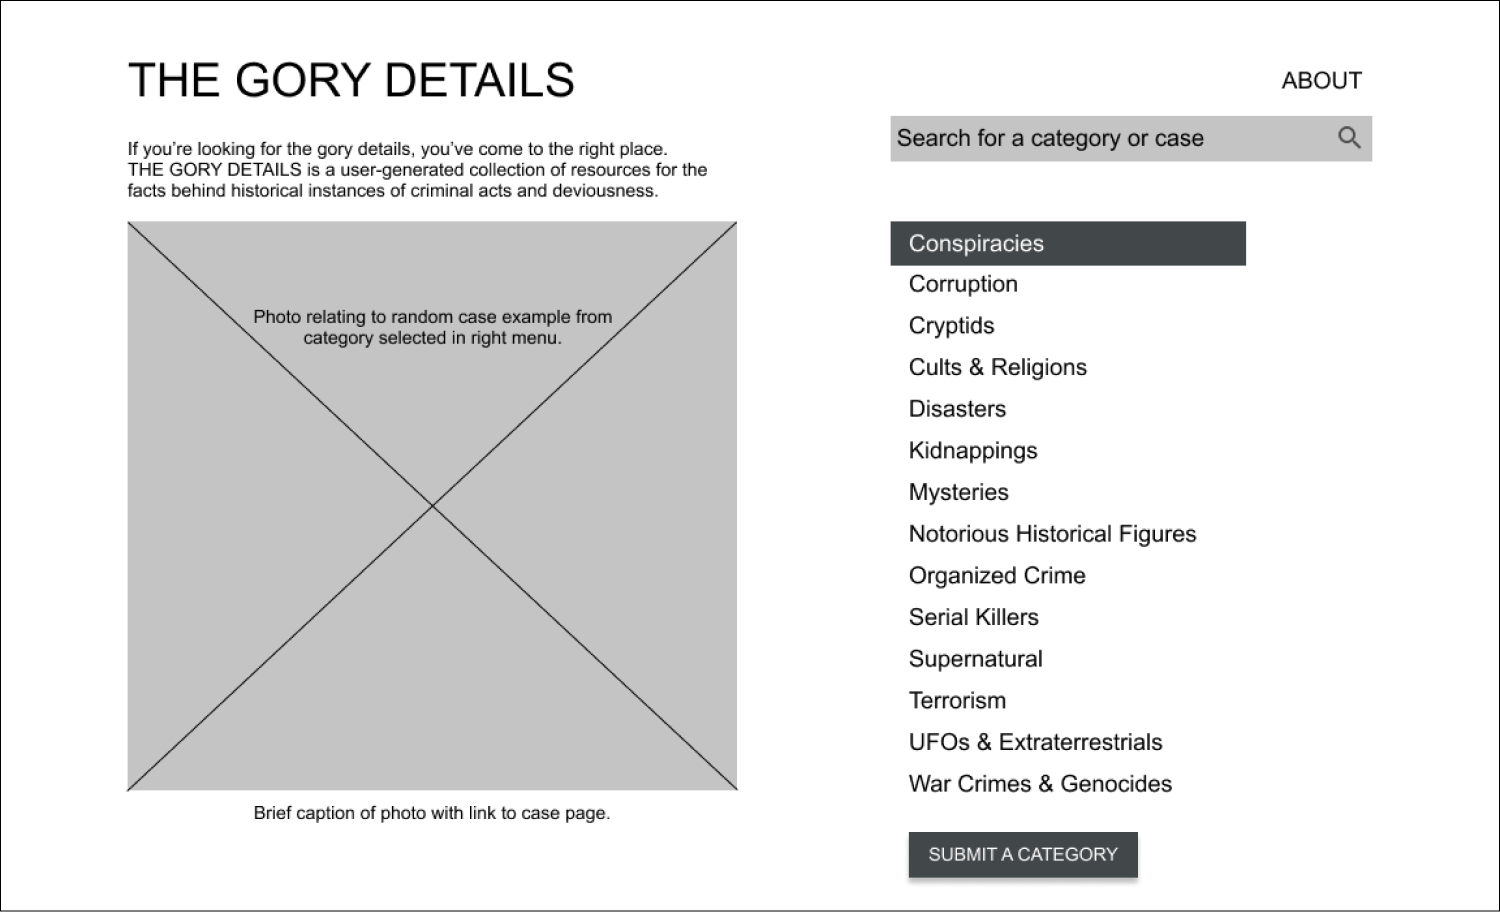 THE GORY DETAILS
ABOUT
If you’re looking for the gory details, you’ve come to the right place.
THE GORY DETAILS is a user-generated collection of resources for the
facts behind historical instances of criminal acts and deviousness.
Search for a category or case
Photo relating to random case example from
category selected in right menu.
Brief caption of photo with link to case page.
Conspiracies
Corruption
Cryptids
Cults & Religions
Disasters
Kidnappings
Mysteries
Notorious Historical Figures
Organized Crime
Serial Killers
Supernatural
Terrorism
UFOs & Extraterrestrials
War Crimes & Genocides
SUBMIT A CATEGORY